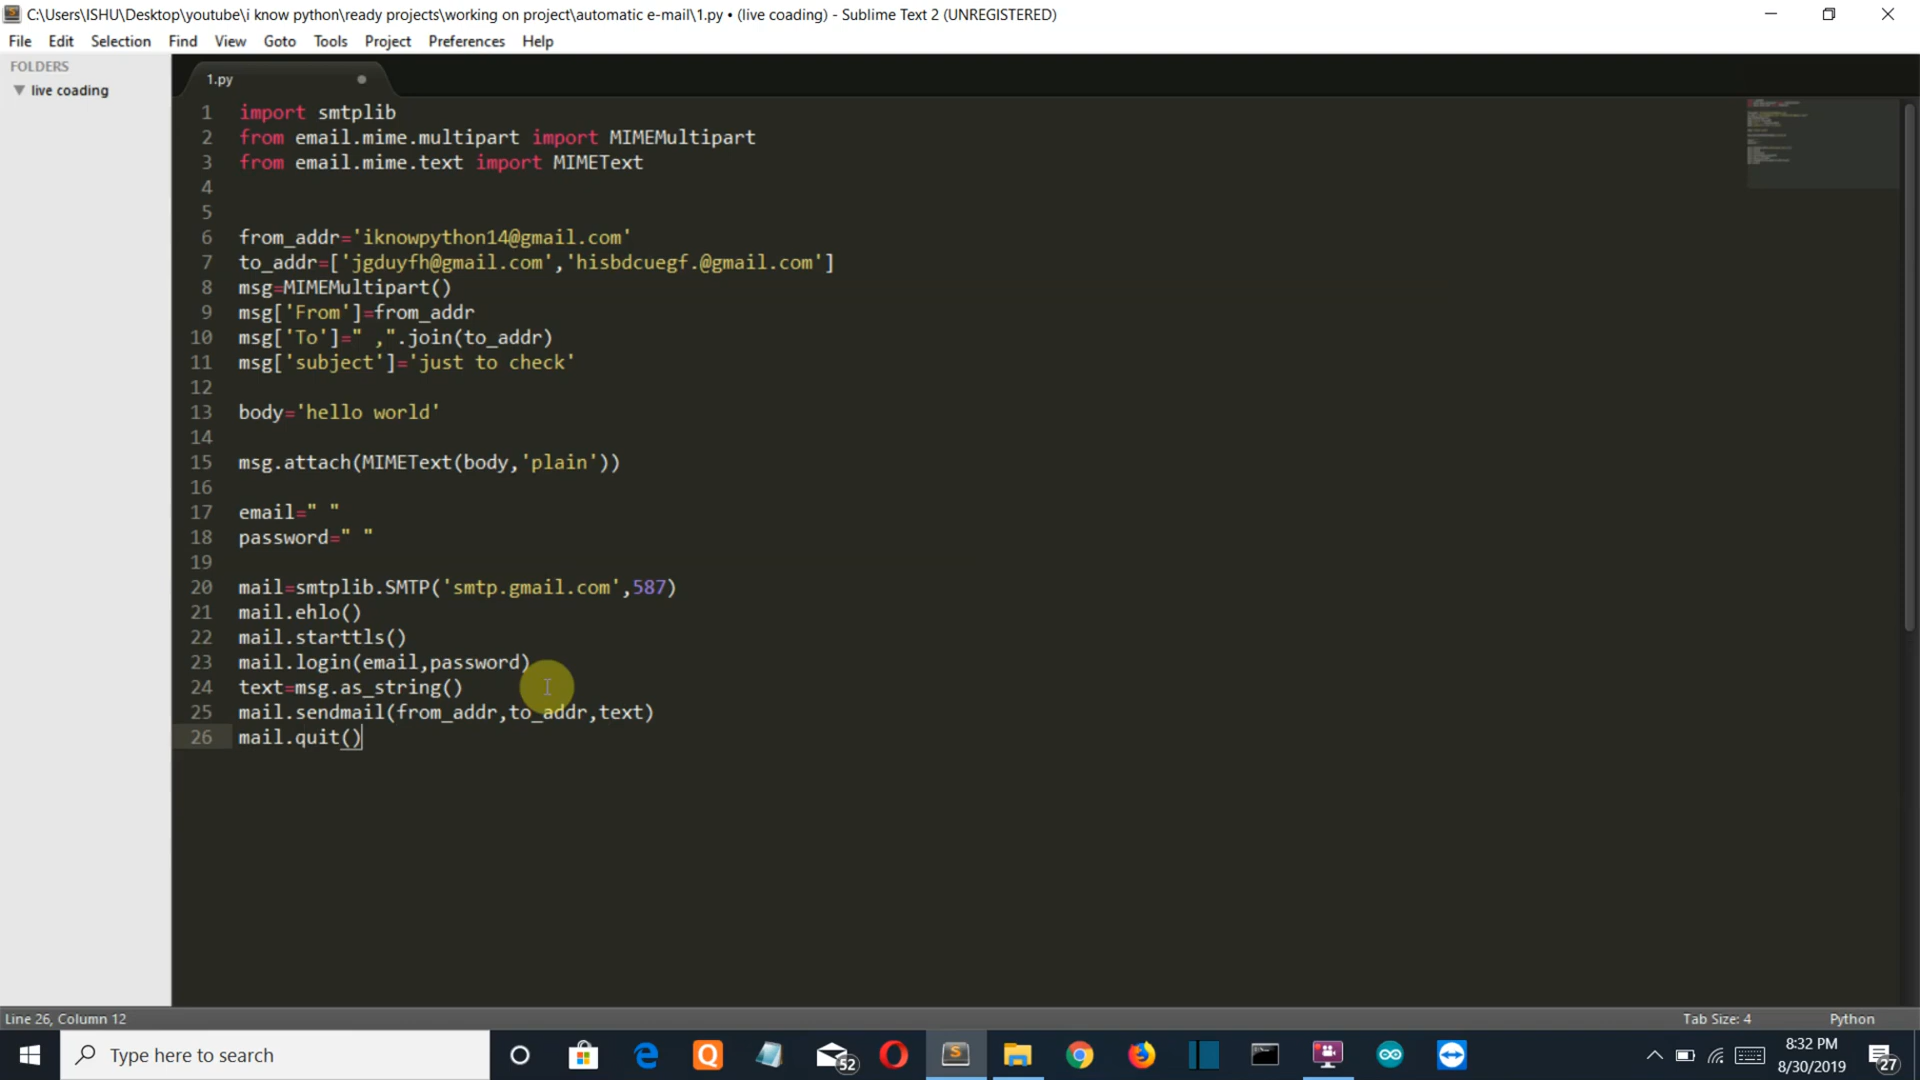 C:\Users\ISHU\Desktop\youtube\i know python\ready projects\working on project\automatic e-mail\1.py • (live coading) - Sublime Text 2 (UNREGISTERED)
File Edit Selection Find View Goto Tools Project Preferences Help
FOLDERS
live coading
1.py
1 import smtplib
2 from email.mime.multipart import MIMEMultipart
3 from email.mime.text import MIMEText
4
5
6 from_addr='iknowpython14@gmail.com'
7 to_addr=['jgduyfh@gmail.com','hisbdcuegf.@gmail.com']
8 msg=MIMEMultipart()
9 msg['From']=from_addr
10 msg['To']=" ,".join(to_addr)
11 msg['subject']='just to check'
12
13 body='hello world'
14
15 msg.attach(MIMEText(body,'plain'))
16
17 email=" "
18 password=" "
19
20 mail=smtplib.SMTP('smtp.gmail.com',587)
21 mail.ehlo()
22 mail.starttls()
23 mail.login(email,password)
24 text=msg.as_string()
25 mail.sendmail(from_addr,to_addr,text)
26 mail.quit()
Line 26, Column 12
Tab Size: 4
Python
Type here to search
52
8:32 PM
8/30/2019
27